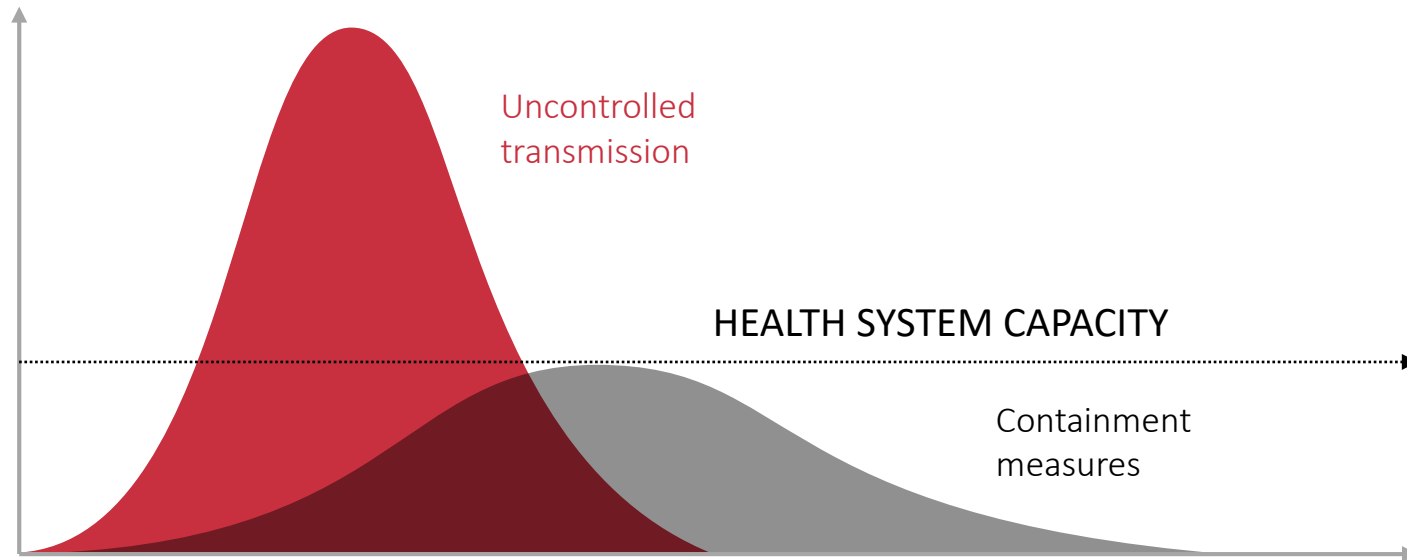 Uncontrolled
transmission
HEALTH SYSTEM CAPACITY
Containment
measures